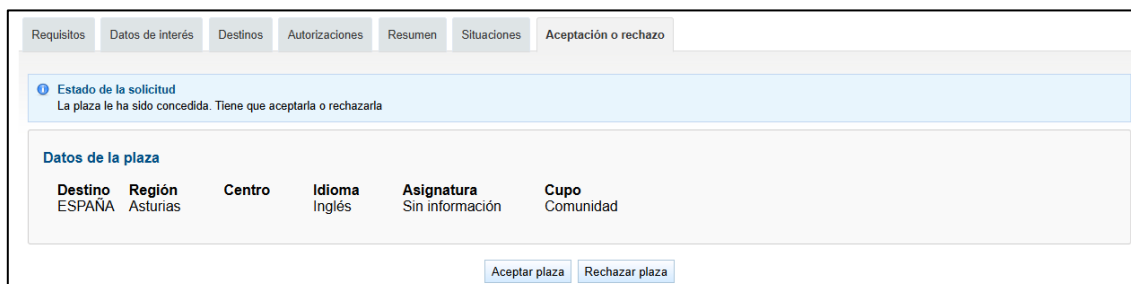 Requisitos Datos de interés Destinos Autorizaciones Resumen Situaciones Aceptación o rechazo
Estado de la solicitud
La plaza le ha sido concedida. Tiene que aceptarla o rechazarla
Datos de la plaza
Destino Región Centro Idioma Asignatura Cupo
ESPAÑA Asturias Inglés Sin información Comunidad
Aceptar plaza Rechazar plaza